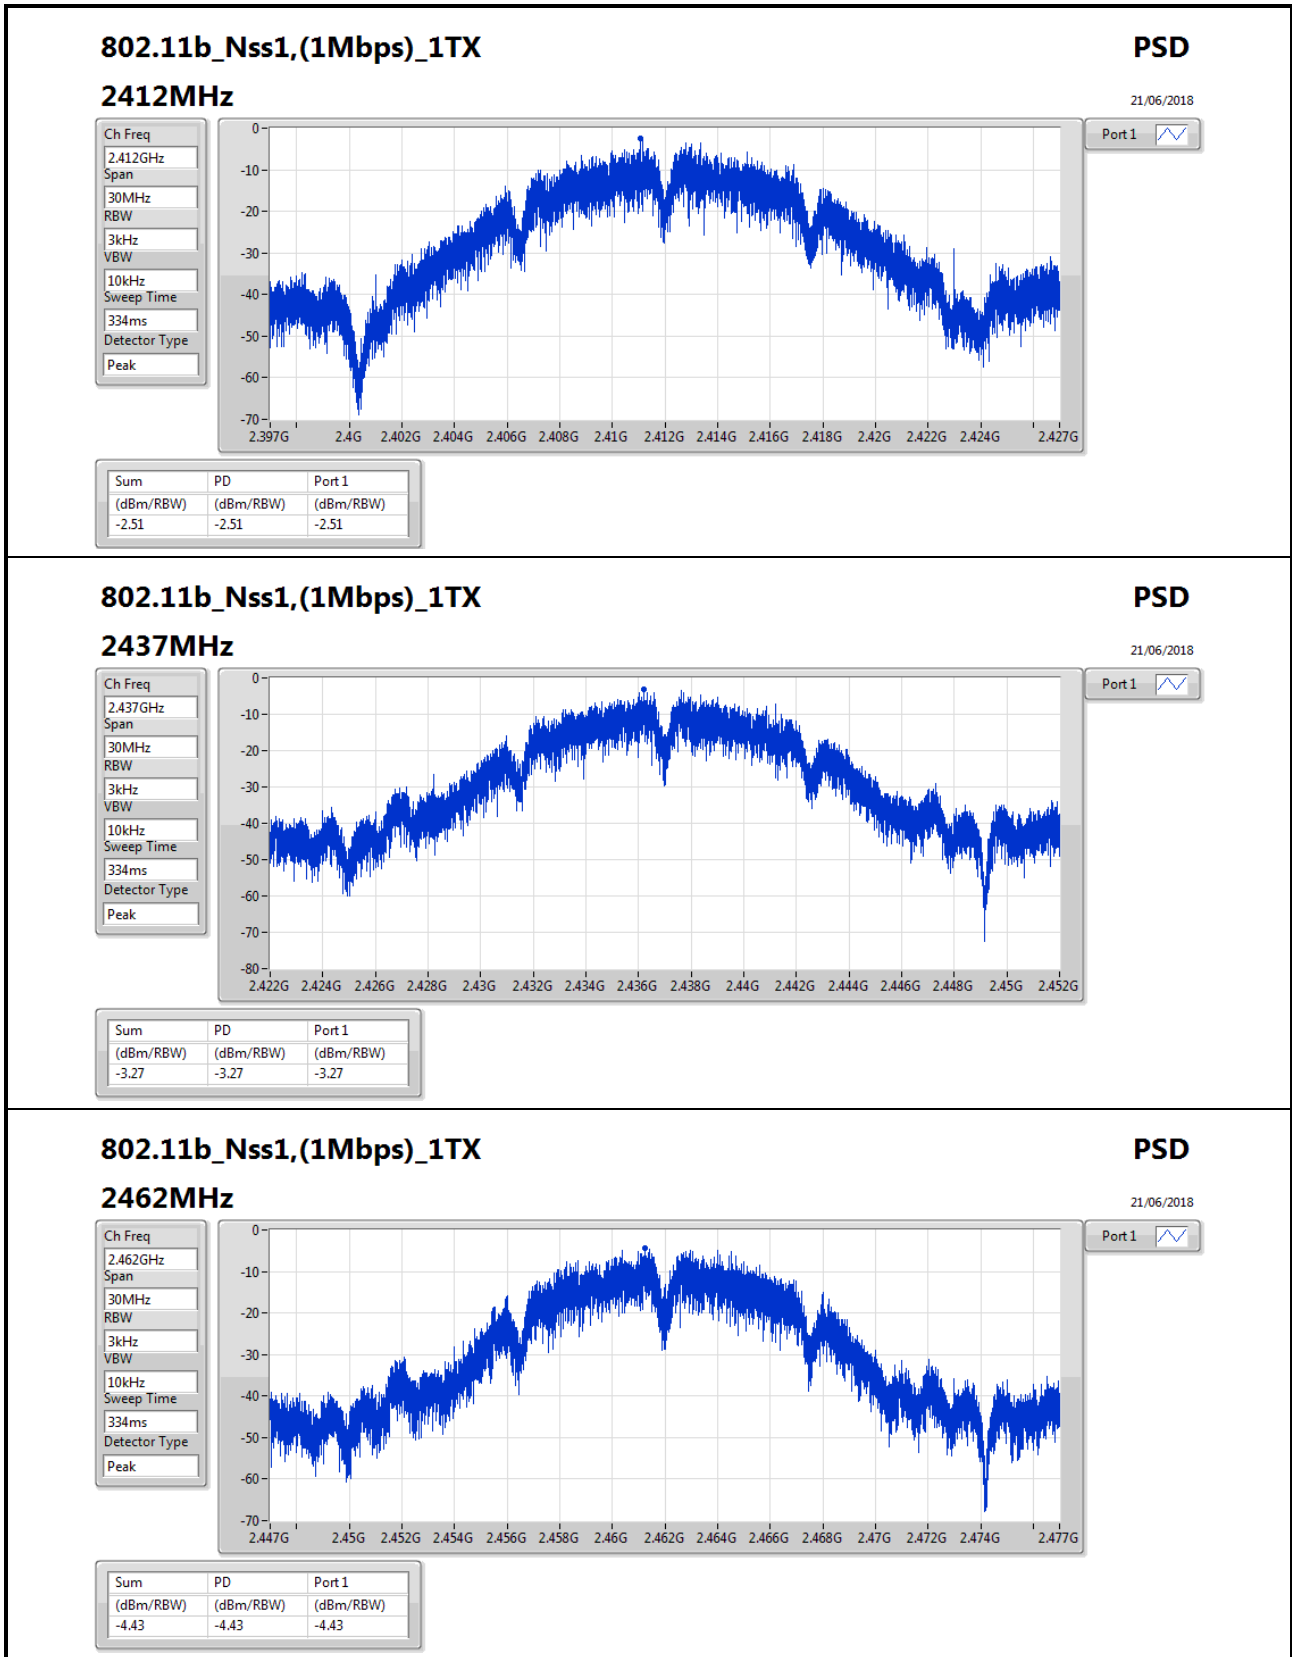 802.11b_Nss1,(1Mbps)_1TX PSD
2412MHz 21/06/2018
Ch Freq
2.412GHz
Span
30MHz
RBW
3kHz
VBW
10kHz
Sweep Time
334ms
Detector Type
Peak
0
-10
-20
-30
-40
-50
-60
-70
2.397G 2.4G 2.402G 2.404G 2.406G 2.408G 2.41G 2.412G 2.414G 2.416G 2.418G 2.42G 2.422G 2.424G 2.427G
Port 1
Sum PD Port 1
(dBm/RBW) (dBm/RBW) (dBm/RBW)
-2.51 -2.51 -2.51
802.11b_Nss1,(1Mbps)_1TX PSD
2437MHz 21/06/2018
Ch Freq
2.437GHz
Span
30MHz
RBW
3kHz
VBW
10kHz
Sweep Time
334ms
Detector Type
Peak
0
-10
-20
-30
-40
-50
-60
-70
-80
2.422G 2.424G 2.426G 2.428G 2.43G 2.432G 2.434G 2.436G 2.438G 2.44G 2.442G 2.444G 2.446G 2.448G 2.45G 2.452G
Port 1
Sum PD Port 1
(dBm/RBW) (dBm/RBW) (dBm/RBW)
-3.27 -3.27 -3.27
802.11b_Nss1,(1Mbps)_1TX PSD
2462MHz 21/06/2018
Ch Freq
2.462GHz
Span
30MHz
RBW
3kHz
VBW
10kHz
Sweep Time
334ms
Detector Type
Peak
0
-10
-20
-30
-40
-50
-60
-70
2.447G 2.45G 2.452G 2.454G 2.456G 2.458G 2.46G 2.462G 2.464G 2.466G 2.468G 2.47G 2.472G 2.474G 2.477G
Port 1
Sum PD Port 1
(dBm/RBW) (dBm/RBW) (dBm/RBW)
-4.43 -4.43 -4.43